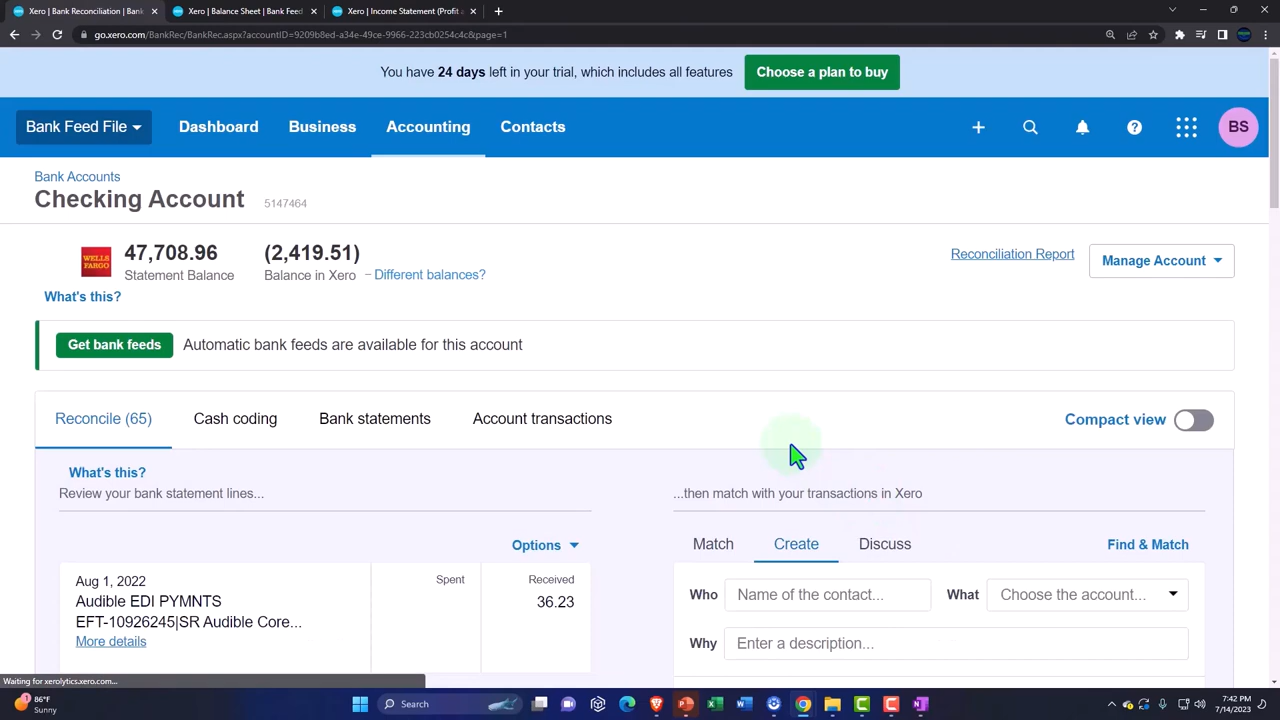 Xero | Reconciliation | Bank
Xero | Balance Sheet | Bank Feed
Xero | Income Statement (Profit a
go.xero.com/BankRec/BankRec.aspx?accountID=9209b8ed-a34e-49ce-9966-223cb0254c4c&page=1
You have 24 days left in your trial, which includes all features
Choose a plan to buy
Bank Feed File
Dashboard
Business
Accounting
Contacts
BS
Bank Accounts
Checking Account 5147464
WELLS FARGO
47,708.96
Statement Balance
(2,419.51)
Balance in Xero
Different balances?
Reconciliation Report
Manage Account
What's this?
Get bank feeds
Automatic bank feeds are available for this account
Reconcile (65)
Cash coding
Bank statements
Account transactions
Compact view
What's this?
Review your bank statement lines...
...then match with your transactions in Xero
Options
Match
Create
Discuss
Find & Match
Aug 1, 2022
Audible EDI PYMNTS
EFT-10926245|SR Audible Core...
More details
Spent
Received
36.23
Who
Name of the contact...
What
Choose the account...
Why
Enter a description...
Waiting for xerolytics.xero.com...
86°F
Sunny
Search
7:42 PM
7/14/2023